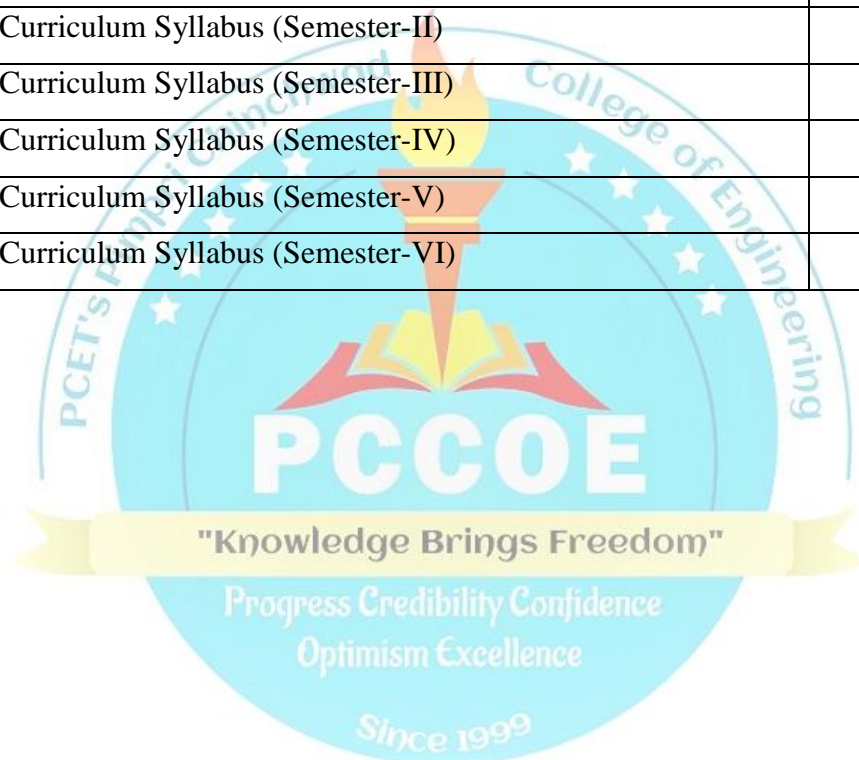 Curriculum Syllabus (Semester-II)
Curriculum Syllabus (Semester-III)
Curriculum Syllabus (Semester-IV)
Curriculum Syllabus (Semester-V)
Curriculum Syllabus (Semester-VI)
PCET's Pimpri Chinchwad College of Engineering
PCCOE
"Knowledge Brings Freedom"
Progress Credibility Confidence
Optimism Excellence
Since 1999